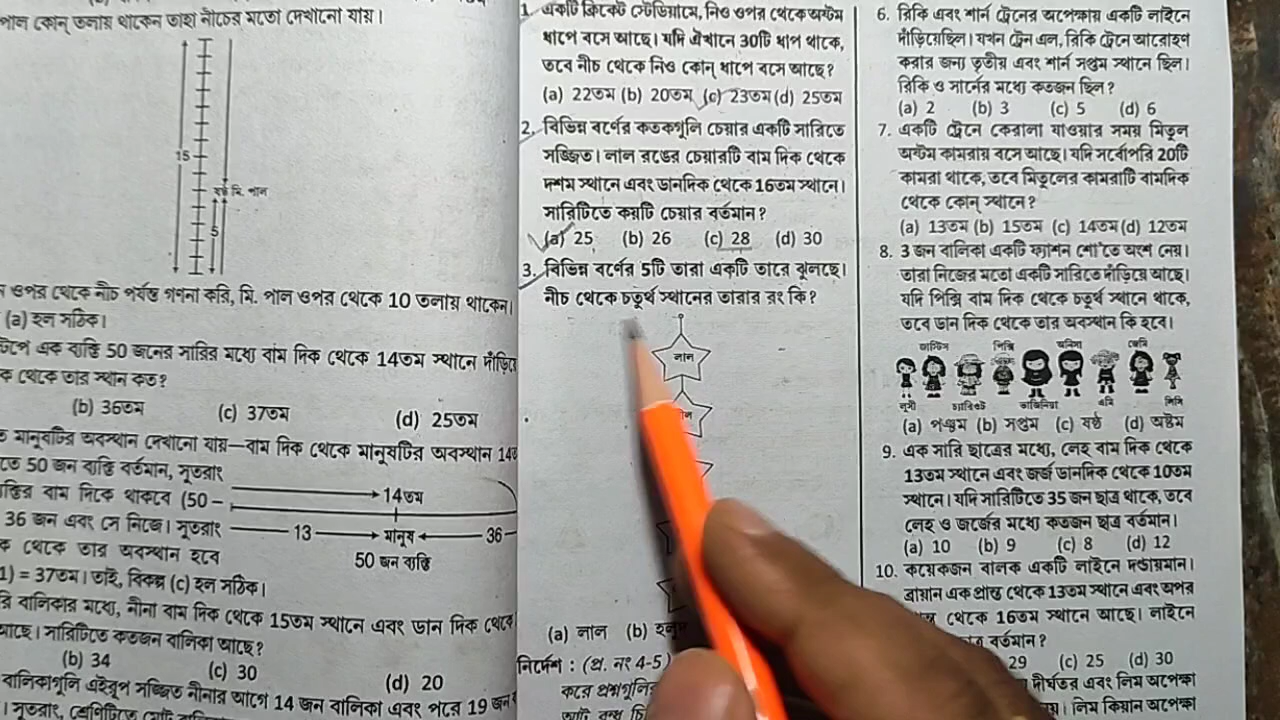 পাল কোন্ তলায় থাকেন তাহা নীচের মতো দেখানো যায়।
15
মি. পাল
5
ওপর থেকে নীচ পর্যন্ত গণনা করি, মি. পাল ওপর থেকে 10 তলায় থাকেন।
(a) হল সঠিক।
এক ব্যক্তি 50 জনের সারির মধ্যে বাম দিক থেকে 14তম স্থানে দাঁড়িয়ে
থেকে তার স্থান কত?
(b) 36তম (c) 37তম (d) 25তম
মানুষটির অবস্থান দেখানো যায়—বাম দিক থেকে মানুষটির অবস্থান 14
50 জন ব্যক্তি বর্তমান, সুতরাং
বাম দিকে থাকবে (50 –
14তম
36 জন এবং সে নিজে। সুতরাং
13 মানুষ 36
থেকে তার অবস্থান হবে
50 জন ব্যক্তি
1) = 37তম। তাই, বিকল্প (c) হল সঠিক।
বালিকার মধ্যে, নীনা বাম দিক থেকে 15তম স্থানে এবং ডান দিক থেকে
আছে। সারিটিতে কতজন বালিকা আছে?
(b) 34 (c) 30 (d) 20
বালিকাগুলি এইরূপ সজ্জিত নীনার আগে 14 জন বালিকা এবং পরে 19 জন
1. একটি ক্রিকেট স্টেডিয়ামে, লিও ওপর থেকে অষ্টম
ধাপে বসে আছে। যদি ঐখানে 30টি ধাপ থাকে,
তবে নীচ থেকে লিও কোন্ ধাপে বসে আছে?
(a) 22তম (b) 20তম (c) 23তম (d) 25তম
2. বিভিন্ন বর্ণের কতকগুলি চেয়ার একটি সারিতে
সজ্জিত। লাল রঙের চেয়ারটি বাম দিক থেকে
দশম স্থানে এবং ডানদিক থেকে 16তম স্থানে।
সারিটিতে কয়টি চেয়ার বর্তমান?
(a) 25 (b) 26 (c) 28 (d) 30
3. বিভিন্ন বর্ণের 5টি তারা একটি তারে ঝুলছে।
নীচ থেকে চতুর্থ স্থানের তারার রং কি?
লাল
(a) লাল (b)
নির্দেশ : (প্র. নং 4-5)
6. রিকি এবং শার্ন ট্রেনের অপেক্ষায় একটি লাইনে
দাঁড়িয়েছিল। যখন ট্রেন এল, রিকি ট্রেনে আরোহণ
করার জন্য তৃতীয় এবং শার্ন সপ্তম স্থানে ছিল।
রিকি ও সার্নের মধ্যে কতজন ছিল?
(a) 2 (b) 3 (c) 5 (d) 6
7. একটি ট্রেনে কেরালা যাওয়ার সময় মিতুল
অষ্টম কামরায় বসে আছে। যদি সর্বোপরি 20টি
কামরা থাকে, তবে মিতুলের কামরাটি বামদিক
থেকে কোন্ স্থানে?
(a) 13তম (b) 15তম (c) 14তম (d) 12তম
8. 3 জন বালিকা একটি ফ্যাশন শো'তে অংশ নেয়।
তারা নিজের মতো একটি সারিতে দাঁড়িয়ে আছে।
যদি পিঙ্কি বাম দিক থেকে চতুর্থ স্থানে থাকে,
তবে ডান দিক থেকে তার অবস্থান কি হবে।
(a) পঞ্চম (b) সপ্তম (c) ষষ্ঠ (d) অষ্টম
9. এক সারি ছাত্রের মধ্যে, লেহ বাম দিক থেকে
13তম স্থানে এবং জর্জ ডানদিক থেকে 10তম
স্থানে। যদি সারিটিতে 35 জন ছাত্র থাকে, তবে
লেহ ও জর্জের মধ্যে কতজন ছাত্র বর্তমান।
(a) 10 (b) 9 (c) 8 (d) 12
10. কয়েকজন বালক একটি লাইনে দণ্ডায়মান।
রায়ান এক প্রান্ত থেকে 13তম স্থানে এবং অপর
থেকে 16তম স্থানে আছে। লাইনে
বর্তমান?
29 (c) 25 (d) 30
দীর্ঘতর এবং লিম অপেক্ষা
লিম কিয়ান অপেক্ষা